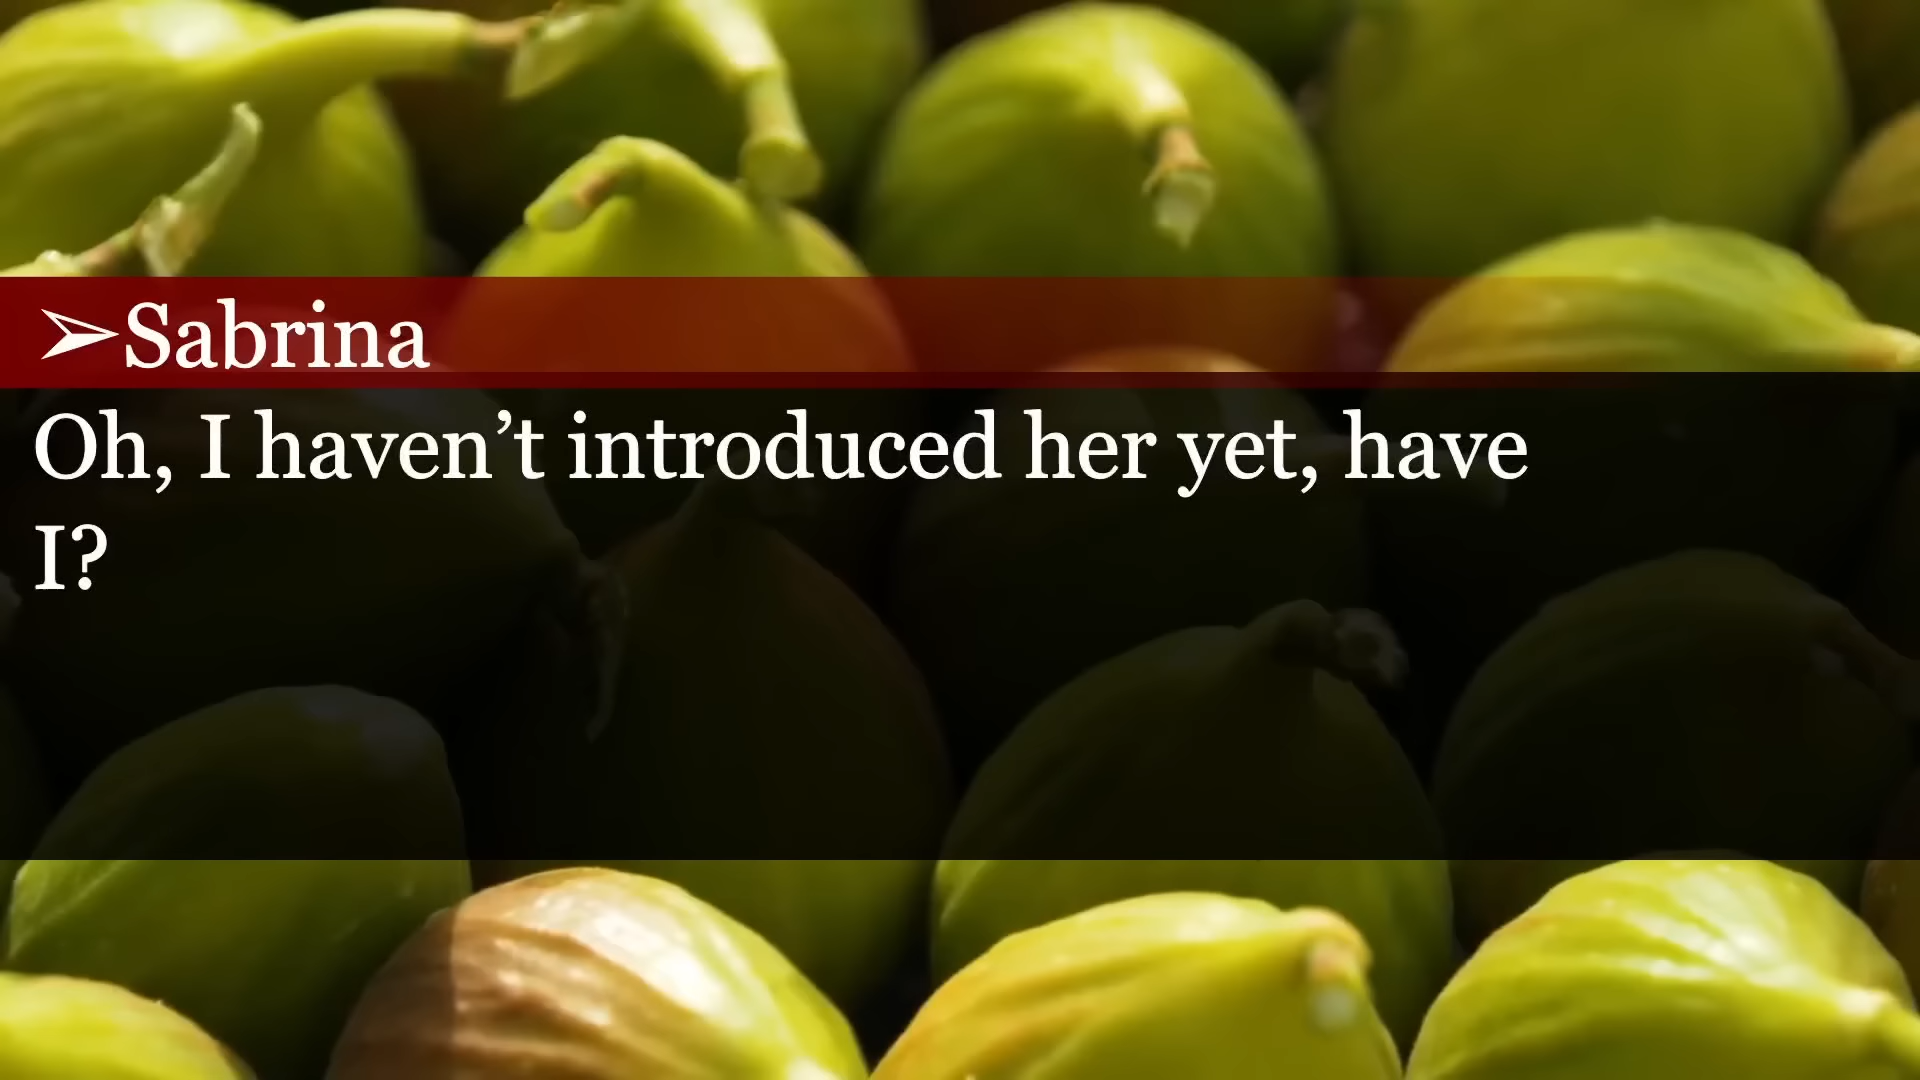 ➢Sabrina
Oh, I haven’t introduced her yet, have
I?